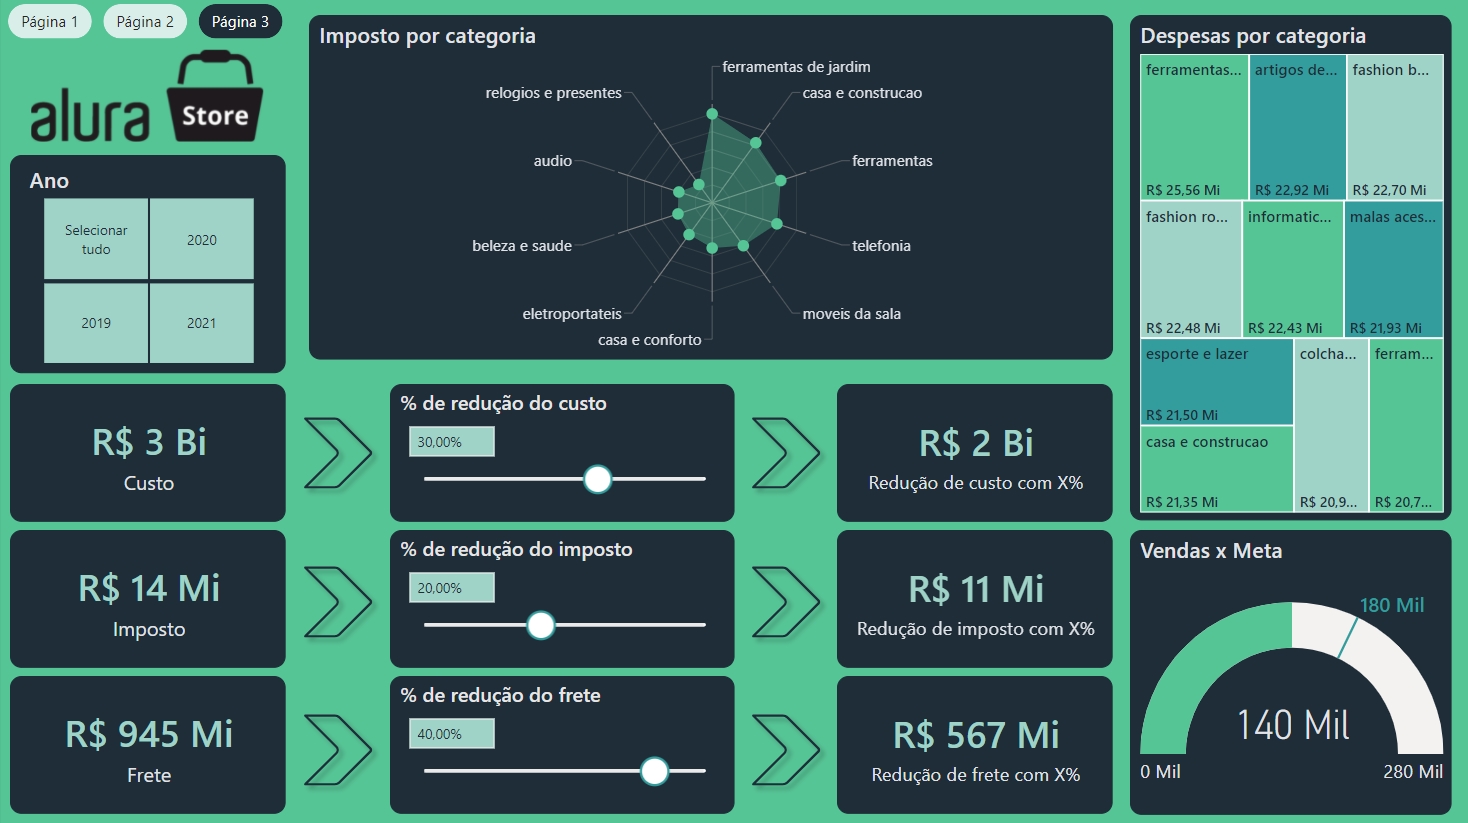 Página 1
Página 2
Página 3
alura
Store
Ano
Selecionar
tudo
2020
2019
2021
Imposto por categoria
ferramentas de jardim
relogios e presentes
casa e construcao
audio
ferramentas
beleza e saude
telefonia
eletroportateis
moveis da sala
casa e conforto
Despesas por categoria
ferramentas...
artigos de...
fashion b...
R$ 25,56 Mi
R$ 22,92 Mi
R$ 22,70 Mi
fashion ro...
informatic...
malas aces...
R$ 22,48 Mi
R$ 22,43 Mi
R$ 21,93 Mi
esporte e lazer
colcha...
ferram...
R$ 21,50 Mi
casa e construcao
R$ 21,35 Mi
R$ 20,9...
R$ 20,7...
R$ 3 Bi
Custo
% de redução do custo
30,00%
R$ 2 Bi
Redução de custo com X%
R$ 14 Mi
Imposto
% de redução do imposto
20,00%
R$ 11 Mi
Redução de imposto com X%
R$ 945 Mi
Frete
% de redução do frete
40,00%
R$ 567 Mi
Redução de frete com X%
Vendas x Meta
180 Mil
140 Mil
0 Mil
280 Mil